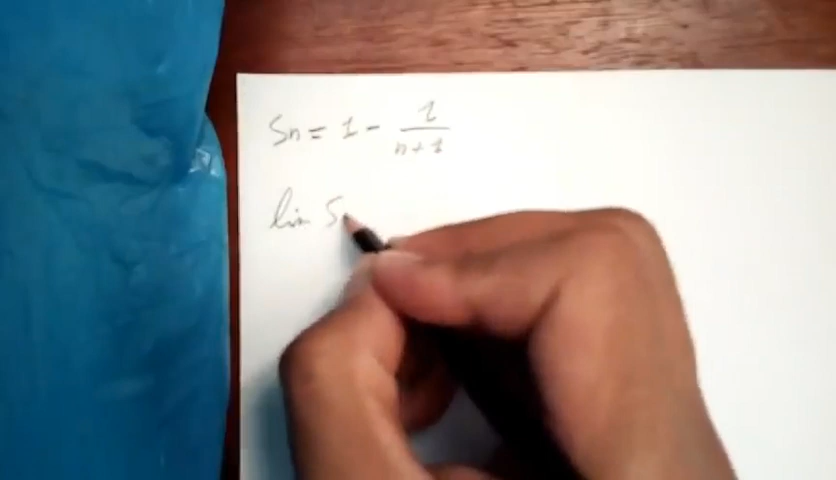 Sn = 1 - 1/(n+1)
lim S